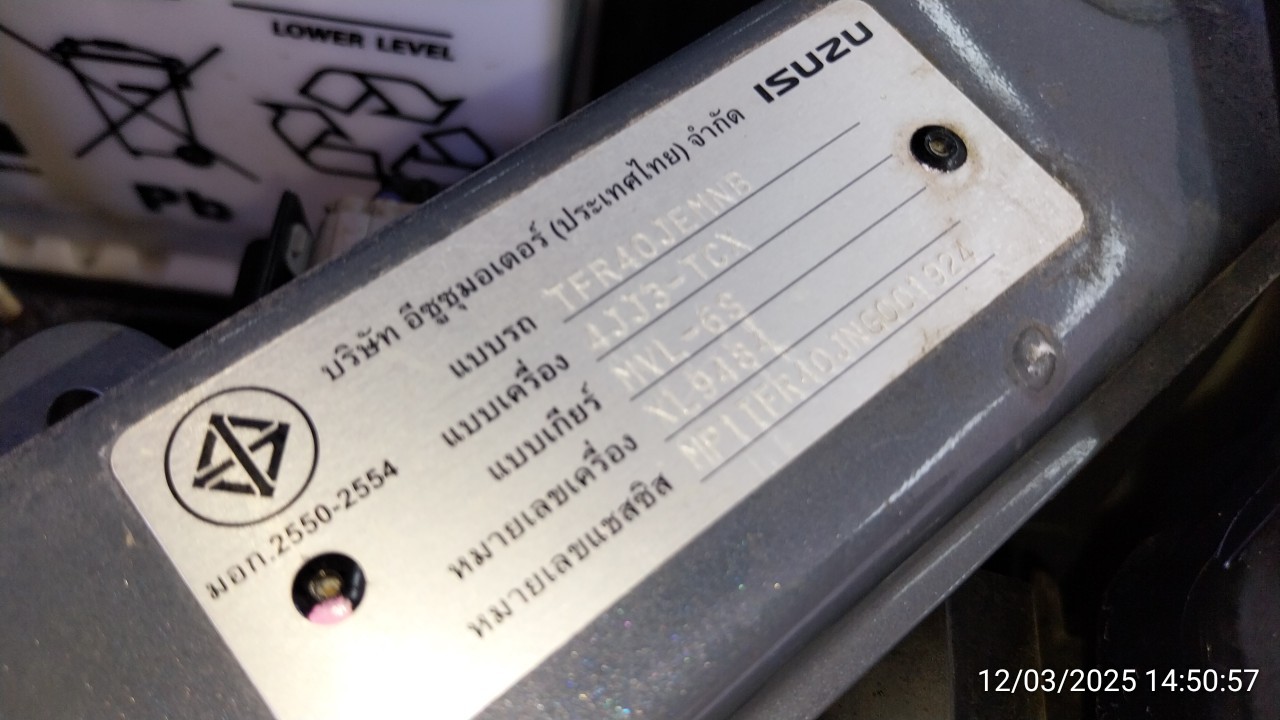 LOWER LEVEL
Pb
ISUZU
บริษัท อีซูซุมอเตอร์ (ประเทศไทย) จำกัด
แบบรถ TFR40JEMNB
แบบเครื่อง 4JJ3-TCX
แบบเกียร์ MVL-6S
หมายเลขเครื่อง
หมายเลขแชสซิส
มอก.2550-2554
12/03/2025 14:50:57